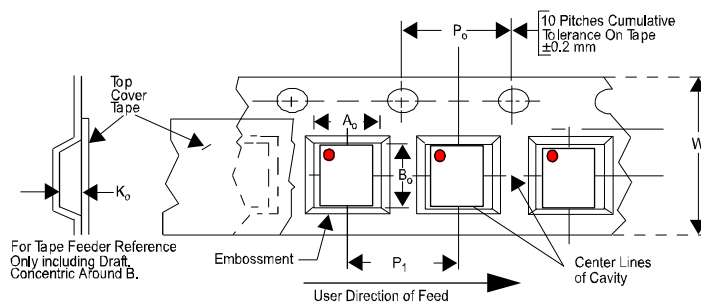 10 Pitches Cumulative
Tolerance On Tape
±0.2 mm
Po
Top
Cover
Tape
Ao
W
Bo
Ko
For Tape Feeder Reference
Only including Draft.
Concentric Around B.
Embossment
P1
Center Lines
of Cavity
User Direction of Feed